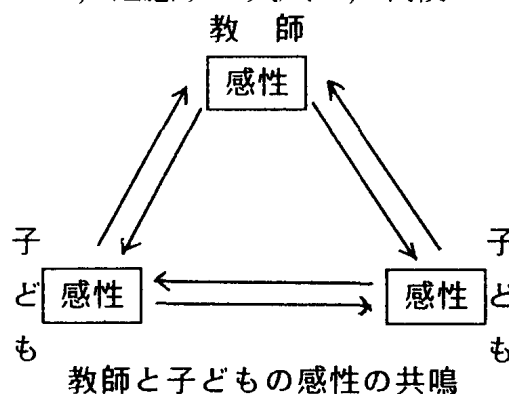 教 師
感性
子ども
感性
感性
子ども
教師と子どもの感性の共鳴